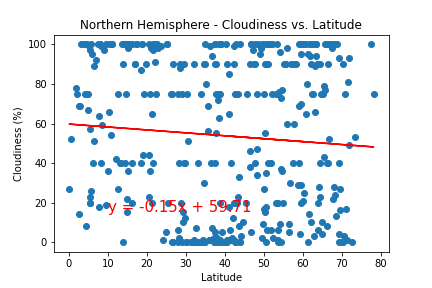 Northern Hemisphere - Cloudiness vs. Latitude
100
80
60
40
20
0
Cloudiness (%)
y = -0.15x + 59.71
0 10 20 30 40 50 60 70 80
Latitude